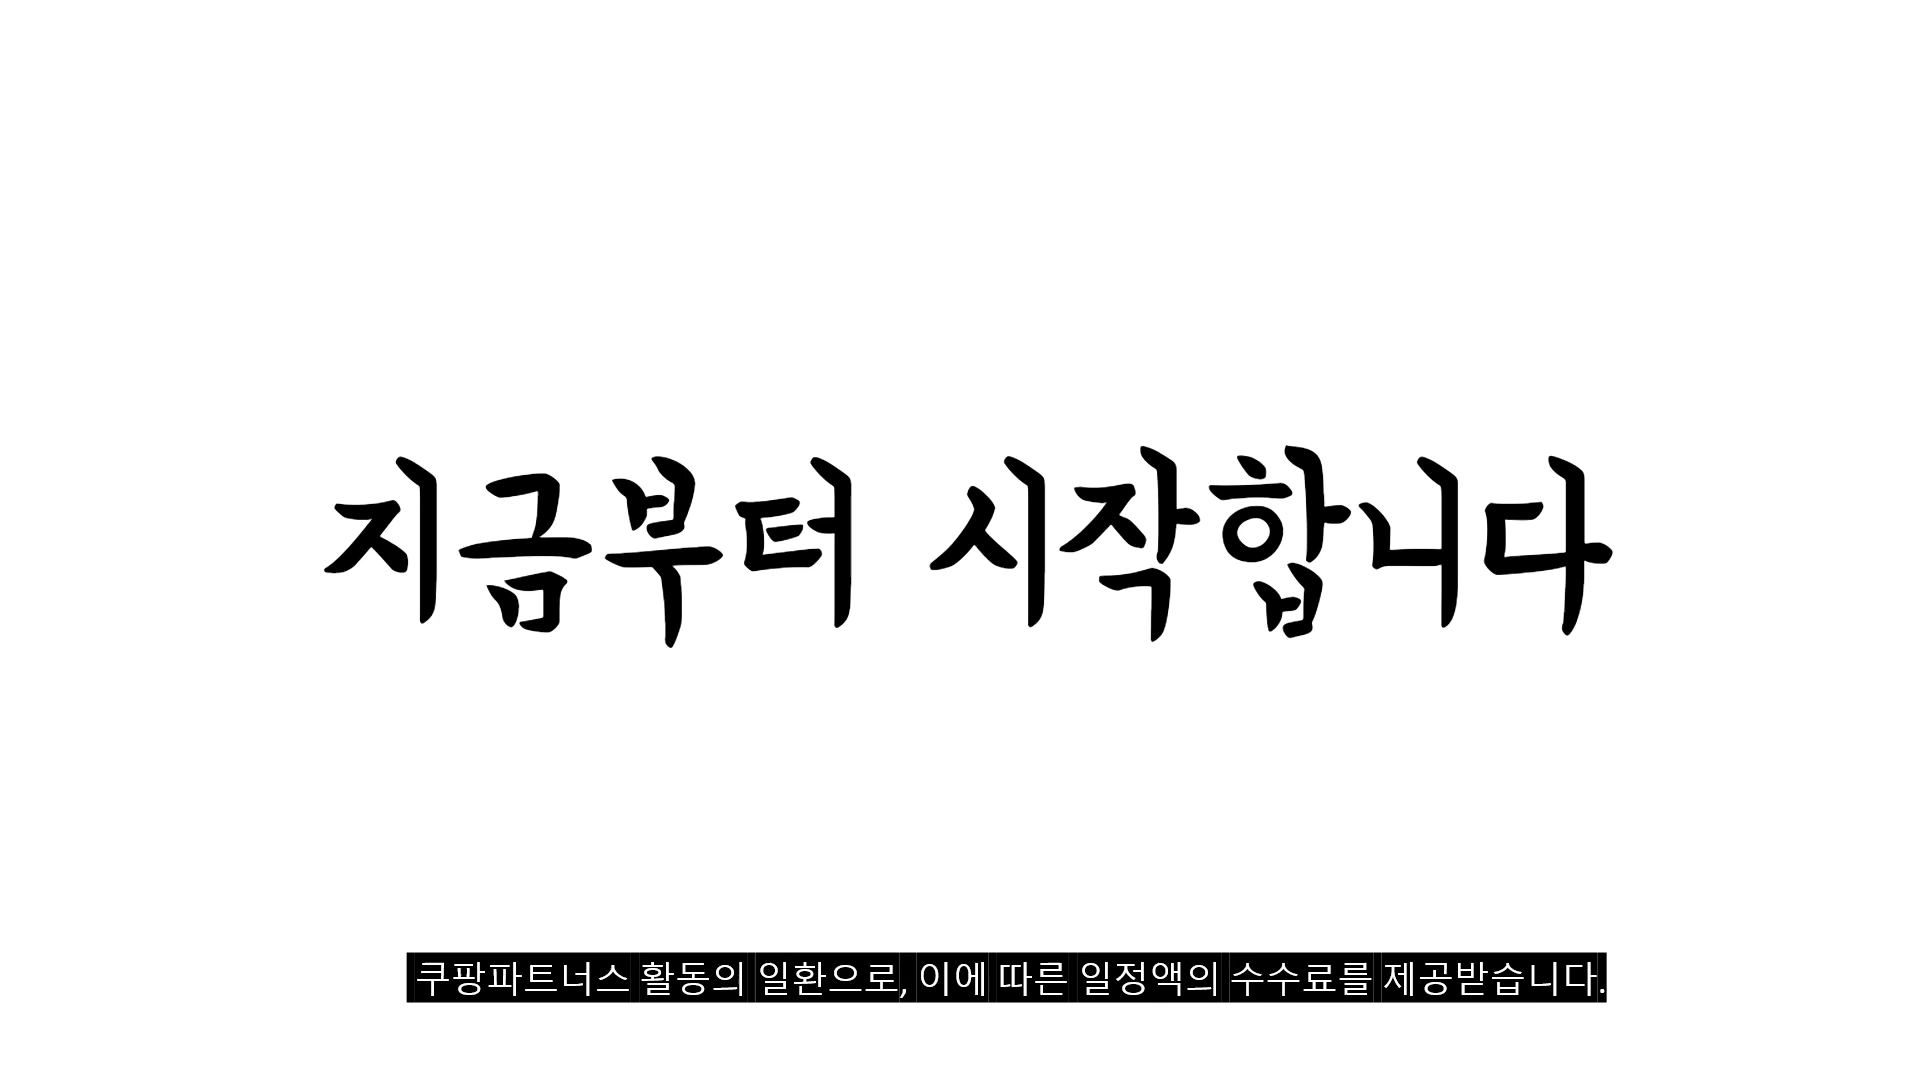 지금부터 시작합니다
쿠팡파트너스 활동의 일환으로, 이에 따른 일정액의 수수료를 제공받습니다.